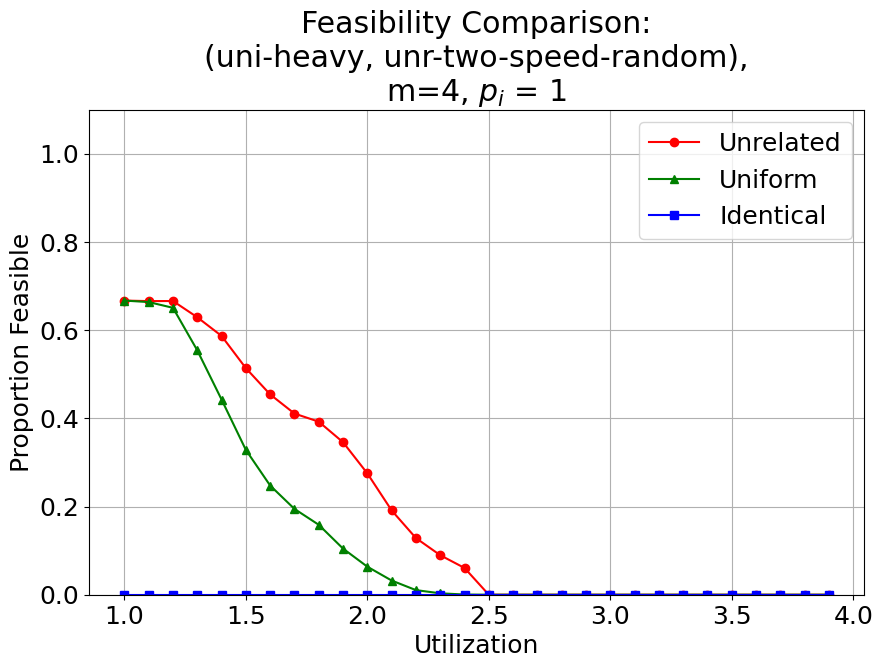 Feasibility Comparison:
(uni-heavy, unr-two-speed-random),
m=4, pᵢ = 1
Unrelated
Uniform
Identical
Proportion Feasible
1.0
0.8
0.6
0.4
0.2
0.0
1.0 1.5 2.0 2.5 3.0 3.5 4.0
Utilization